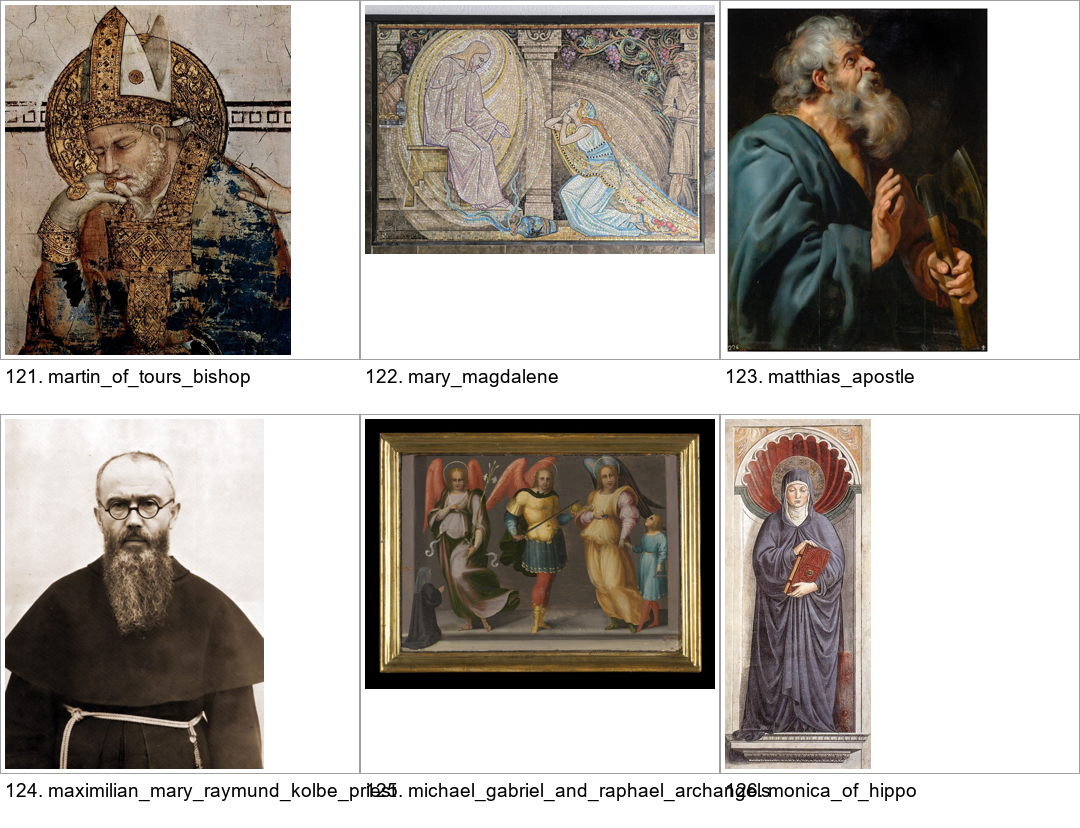 121. martin_of_tours_bishop
122. mary_magdalene
123. matthias_apostle
124. maximilian_mary_raymund_kolbe_priest
125. michael_gabriel_and_raphael_archangels
126. monica_of_hippo